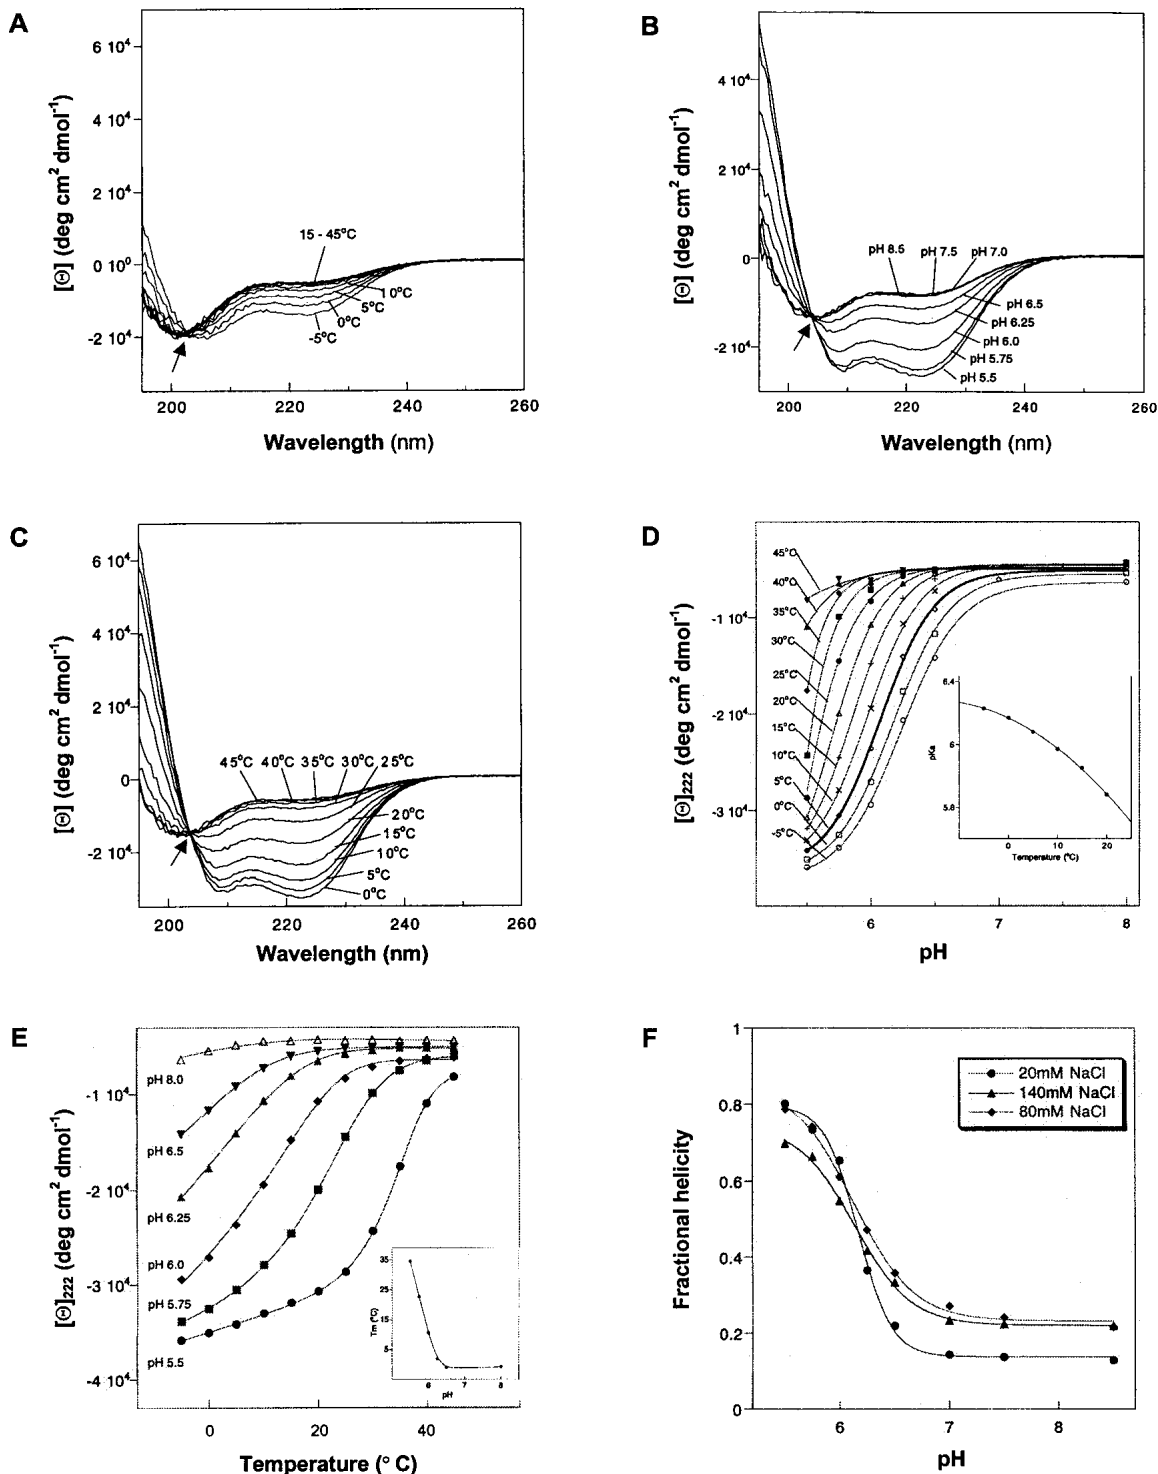 A
6 10⁴
4 10⁴
2 10⁴
0 10⁰
-2 10⁴
[Θ] (deg cm² dmol⁻¹)
15 - 45°C
10°C
5°C
0°C
-5°C
200
220
240
260
Wavelength (nm)
B
4 10⁴
2 10⁴
0
-2 10⁴
[Θ] (deg cm² dmol⁻¹)
pH 8.5
pH 7.5
pH 7.0
pH 6.5
pH 6.25
pH 6.0
pH 5.75
pH 5.5
200
220
240
260
Wavelength (nm)
C
6 10⁴
4 10⁴
2 10⁴
0
-2 10⁴
[Θ] (deg cm² dmol⁻¹)
45°C
40°C
35°C
30°C
25°C
20°C
15°C
10°C
5°C
0°C
200
220
240
260
Wavelength (nm)
D
-1 10⁴
-2 10⁴
-3 10⁴
[Θ]₂₂₂ (deg cm² dmol⁻¹)
45°C
40°C
35°C
30°C
25°C
20°C
15°C
10°C
5°C
0°C
-5°C
6.4
6
5.8
pKa
0
10
20
Temperature (°C)
6
7
8
pH
E
-1 10⁴
-2 10⁴
-3 10⁴
-4 10⁴
[Θ]₂₂₂ (deg cm² dmol⁻¹)
pH 8.0
pH 6.5
pH 6.25
pH 6.0
pH 5.75
pH 5.5
35
25
15
5
Tm (°C)
6
7
8
pH
0
20
40
Temperature (° C)
F
1
0.8
0.6
0.4
0.2
0
Fractional helicity
20mM NaCl
140mM NaCl
80mM NaCl
6
7
8
pH